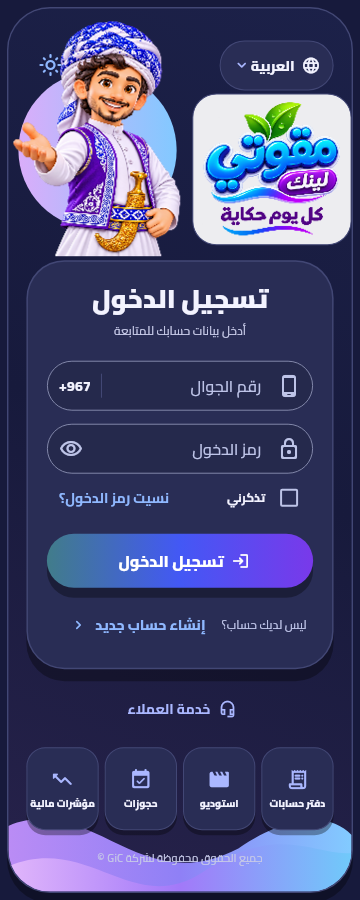 العربية
مقوتي
لينك
كل يوم حكاية
تسجيل الدخول
أدخل بيانات حسابك للمتابعة
رقم الجوال
+967
رمز الدخول
تذكرني
نسيت رمز الدخول؟
تسجيل الدخول
ليس لديك حساب؟ إنشاء حساب جديد
خدمة العملاء
دفتر حسابات
استوديو
حجوزات
مؤشرات مالية
جميع الحقوق محفوظة لشركة GiC ©